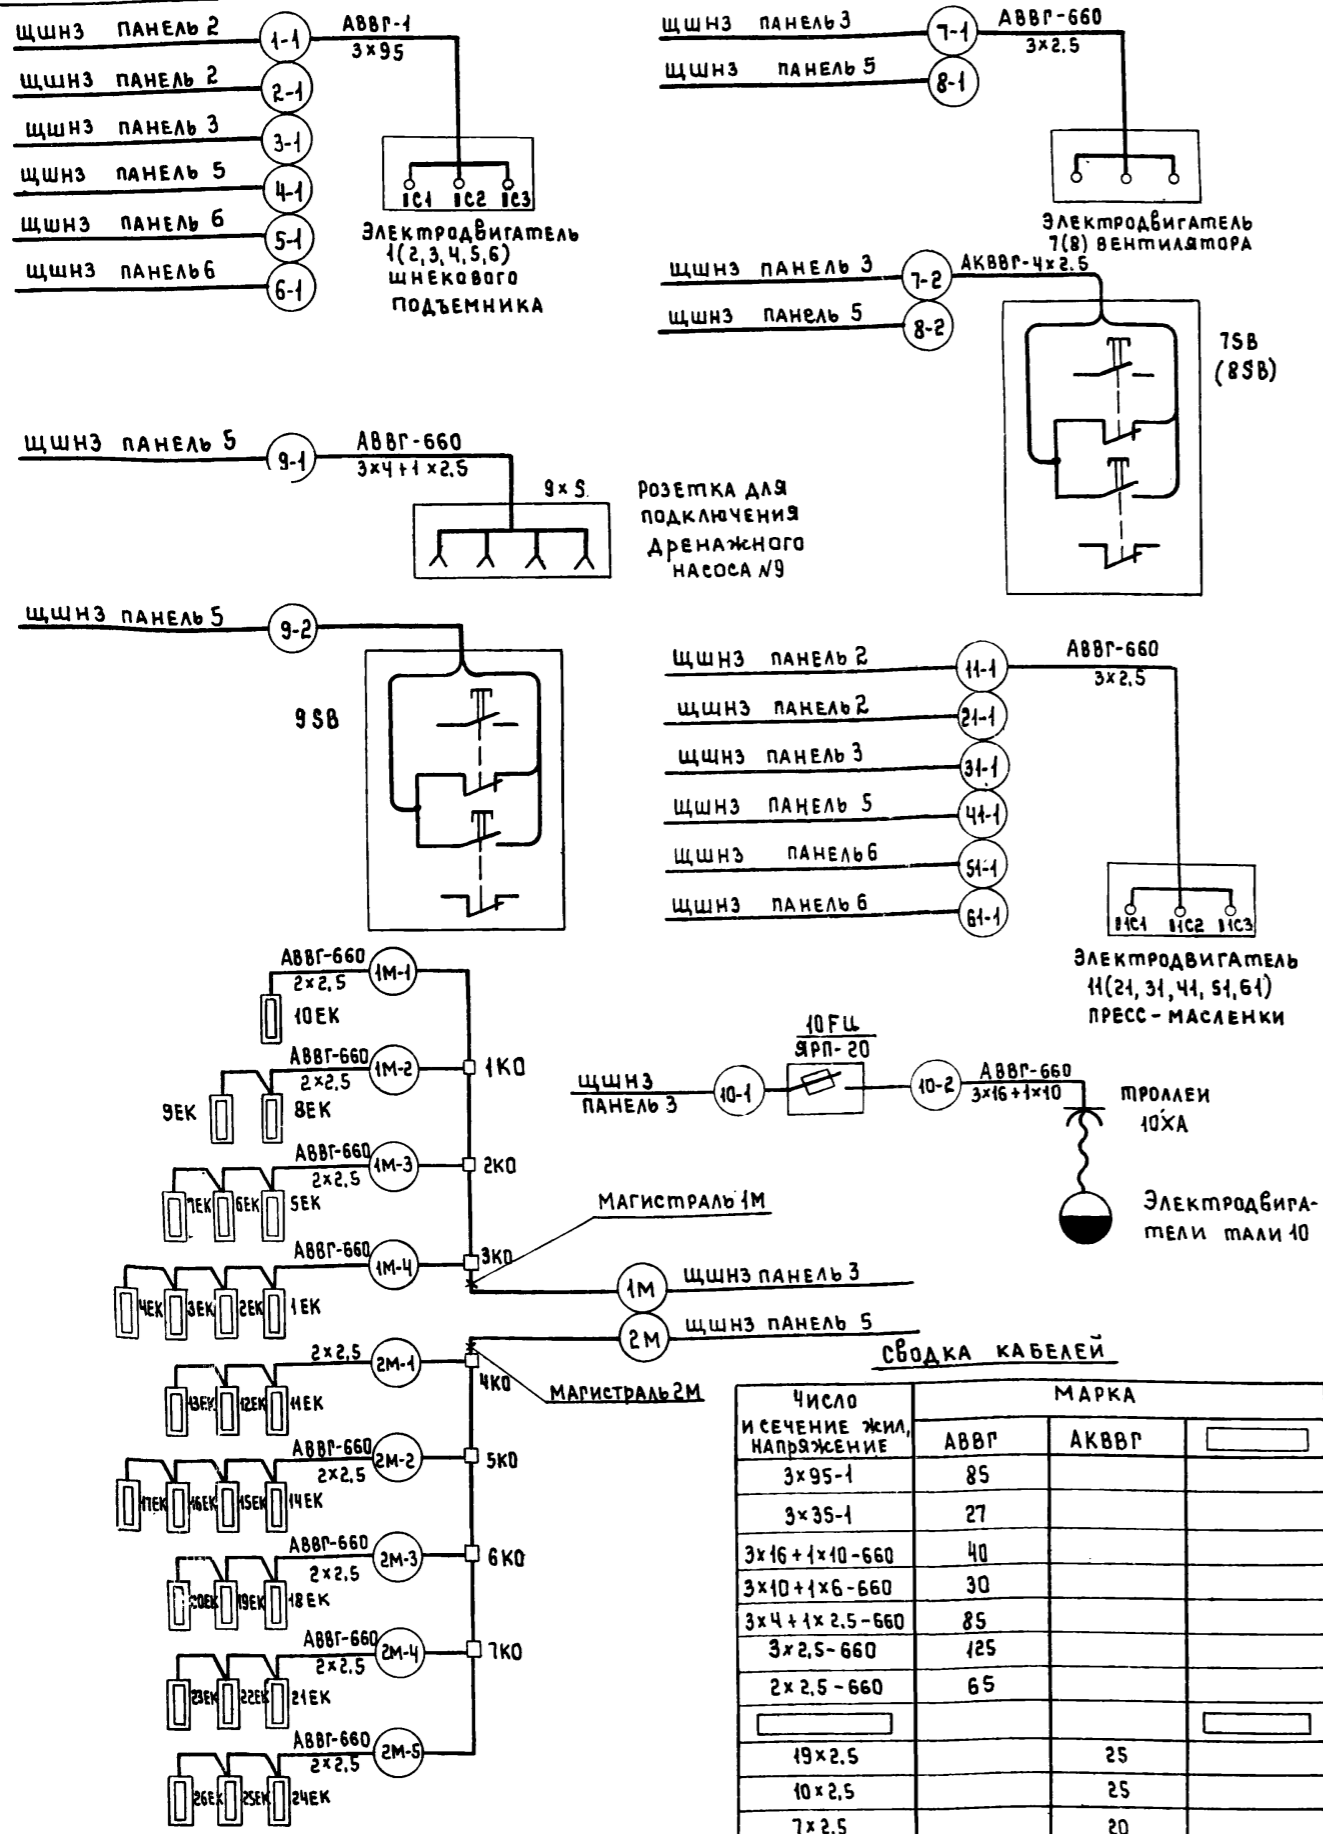 ЩШНЗ ПАНЕЛЬ 2 1-1 АВВГ-1
3×95
ЩШНЗ ПАНЕЛЬ 2 2-1
ЩШНЗ ПАНЕЛЬ 3 3-1
ЩШНЗ ПАНЕЛЬ 5 4-1
ЩШНЗ ПАНЕЛЬ 6 5-1
ЩШНЗ ПАНЕЛЬ 6 6-1
1С1 1С2 1С3
ЭЛЕКТРОДВИГАТЕЛЬ
1(2,3,4,5,6)
ШНЕКОВОГО
ПОДЪЕМНИКА
ЩШНЗ ПАНЕЛЬ 3 7-1 АВВГ-660
3×2.5
ЩШНЗ ПАНЕЛЬ 5 8-1
ЭЛЕКТРОДВИГАТЕЛЬ
7(8) ВЕНТИЛЯТОРА
ЩШНЗ ПАНЕЛЬ 3 7-2 АКВВГ-4×2.5
ЩШНЗ ПАНЕЛЬ 5 8-2
7SB
(8SB)
ЩШНЗ ПАНЕЛЬ 5 9-1 АВВГ-660
3×4+1×2.5
9×S
РОЗЕТКА ДЛЯ
ПОДКЛЮЧЕНИЯ
ДРЕНАЖНОГО
НАСОСА N9
ЩШНЗ ПАНЕЛЬ 5 9-2
9SB
ЩШНЗ ПАНЕЛЬ 2 11-1 АВВГ-660
3×2,5
ЩШНЗ ПАНЕЛЬ 2 21-1
ЩШНЗ ПАНЕЛЬ 3 31-1
ЩШНЗ ПАНЕЛЬ 5 41-1
ЩШНЗ ПАНЕЛЬ 6 51-1
ЩШНЗ ПАНЕЛЬ 6 61-1
11С1 11С2 11С3
ЭЛЕКТРОДВИГАТЕЛЬ
11(21, 31, 41, 51, 61)
ПРЕСС-МАСЛЕНКИ
АВВГ-660 1М-1
2×2,5
10ЕК
АВВГ-660 1М-2 1КО
2×2,5
9ЕК 8ЕК
АВВГ-660 1М-3 2КО
2×2,5
7ЕК 6ЕК 5ЕК
АВВГ-660 1М-4 3КО
4ЕК 3ЕК 2ЕК 1ЕК
МАГИСТРАЛЬ 1М
1М ЩШНЗ ПАНЕЛЬ 3
2М ЩШНЗ ПАНЕЛЬ 5
МАГИСТРАЛЬ 2М
2×2,5 2М-1 4КО
13ЕК 12ЕК 11ЕК
АВВГ-660 2М-2 5КО
2×2,5
17ЕК 16ЕК 15ЕК 14ЕК
АВВГ-660 2М-3 6КО
2×2,5
20ЕК 19ЕК 18ЕК
АВВГ-660 2М-4 7КО
2×2,5
23ЕК 22ЕК 21ЕК
АВВГ-660 2М-5
2×2,5
26ЕК 25ЕК 24ЕК
10FU
ЯРП-20
ЩШНЗ
ПАНЕЛЬ 3 10-1 10-2 АВВГ-660
3×16+1×10
ТРОЛЛЕИ
10ХА
ЭЛЕКТРОДВИГА-
ТЕЛИ ТАЛИ 10
СВОДКА КАБЕЛЕЙ
ЧИСЛО
И СЕЧЕНИЕ ЖИЛ,
НАПРЯЖЕНИЕ
МАРКА
АВВГ АКВВГ
3×95-1 85
3×35-1 27
3×16+1×10-660 40
3×10+1×6-660 30
3×4+1×2.5-660 85
3×2,5-660 125
2×2,5-660 65
19×2.5 25
10×2,5 25
7×2.5 20